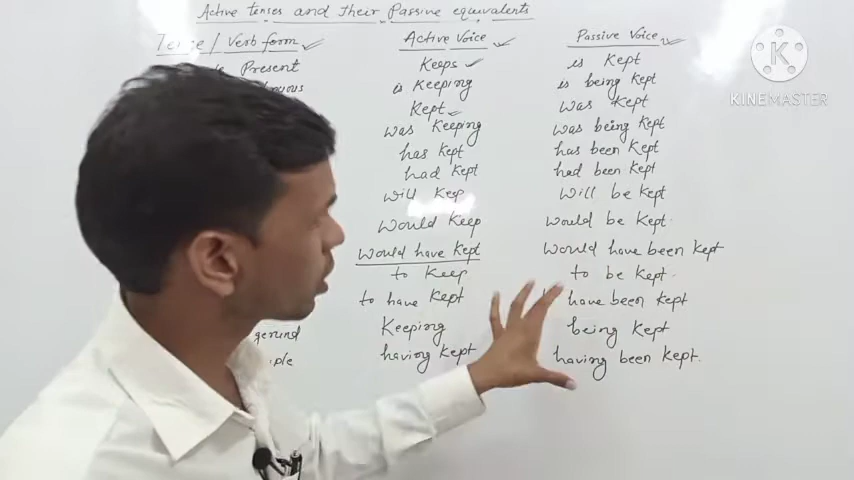 Active tenses and their Passive equivalents
Tense / Verb form Active Voice Passive Voice
Present Keeps is Kept
is Keeping is being Kept
Kept was Kept
was Keeping was being Kept
has Kept has been Kept
had Kept had been Kept
will Keep will be Kept
would Keep would be Kept
would have Kept would have been Kept
to Keep to be Kept
to have Kept have been Kept
gerund Keeping being Kept
having Kept having been Kept.
K
KINEMASTER